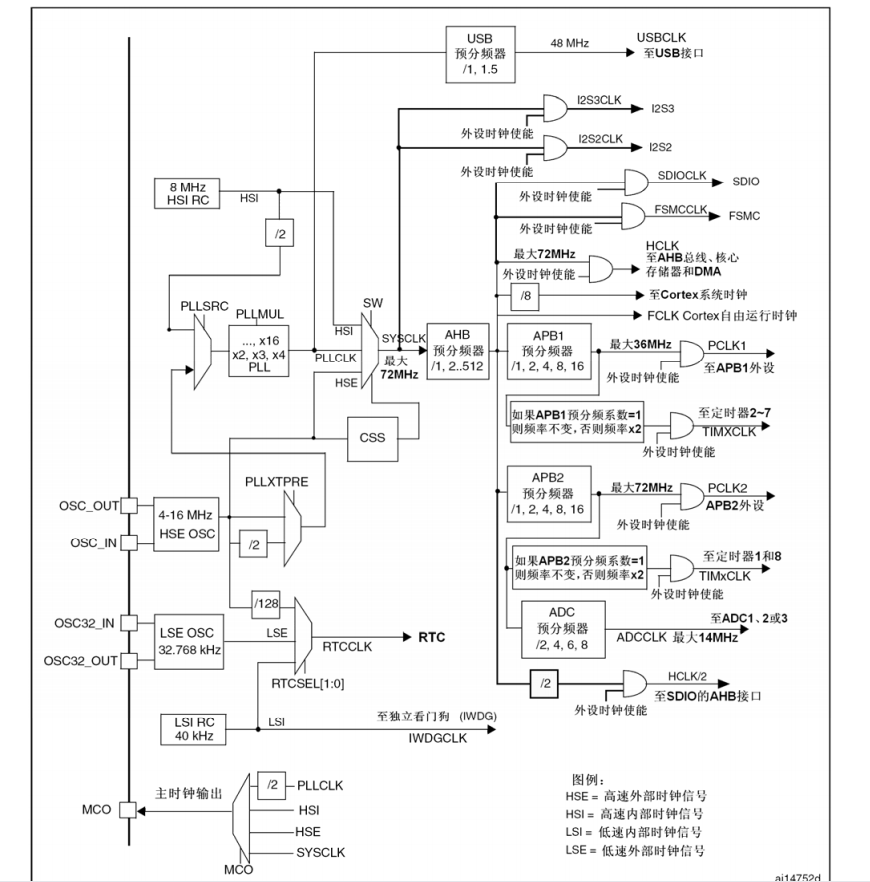 USB
预分频器
/1, 1.5
48 MHz
USBCLK
至USB接口
I2S3CLK
I2S3
外设时钟使能
I2S2CLK
I2S2
外设时钟使能
8 MHz
HSI RC
HSI
SDIOCLK
SDIO
外设时钟使能
FSMCCLK
FSMC
外设时钟使能
/2
最大72MHz
HCLK
至AHB总线、核心
存储器和DMA
外设时钟使能
/8
至Cortex系统时钟
FCLK Cortex自由运行时钟
PLLSRC
PLLMUL
..., x16
x2, x3, x4
PLL
SW
HSI
PLLCLK
HSE
SYSCLK
最大
72MHz
AHB
预分频器
/1, 2..512
APB1
预分频器
/1, 2, 4, 8, 16
最大36MHz
PCLK1
至APB1外设
外设时钟使能
如果APB1预分频系数=1
则频率不变，否则频率x2
至定时器2~7
TIMXCLK
外设时钟使能
CSS
PLLXTPRE
OSC_OUT
OSC_IN
4-16 MHz
HSE OSC
/2
APB2
预分频器
/1, 2, 4, 8, 16
最大72MHz
PCLK2
APB2外设
外设时钟使能
如果APB2预分频系数=1
则频率不变，否则频率x2
至定时器1和8
TIMxCLK
外设时钟使能
/128
OSC32_IN
OSC32_OUT
LSE OSC
32.768 kHz
LSE
RTCCLK
RTC
RTCSEL[1:0]
ADC
预分频器
/2, 4, 6, 8
至ADC1、2或3
ADCCLK 最大14MHz
/2
HCLK/2
至SDIO的AHB接口
外设时钟使能
LSI RC
40 kHz
LSI
至独立看门狗 (IWDG)
IWDGCLK
MCO
主时钟输出
/2
PLLCLK
HSI
HSE
SYSCLK
MCO
图例：
HSE = 高速外部时钟信号
HSI = 高速内部时钟信号
LSI = 低速内部时钟信号
LSE = 低速外部时钟信号
ai14752d